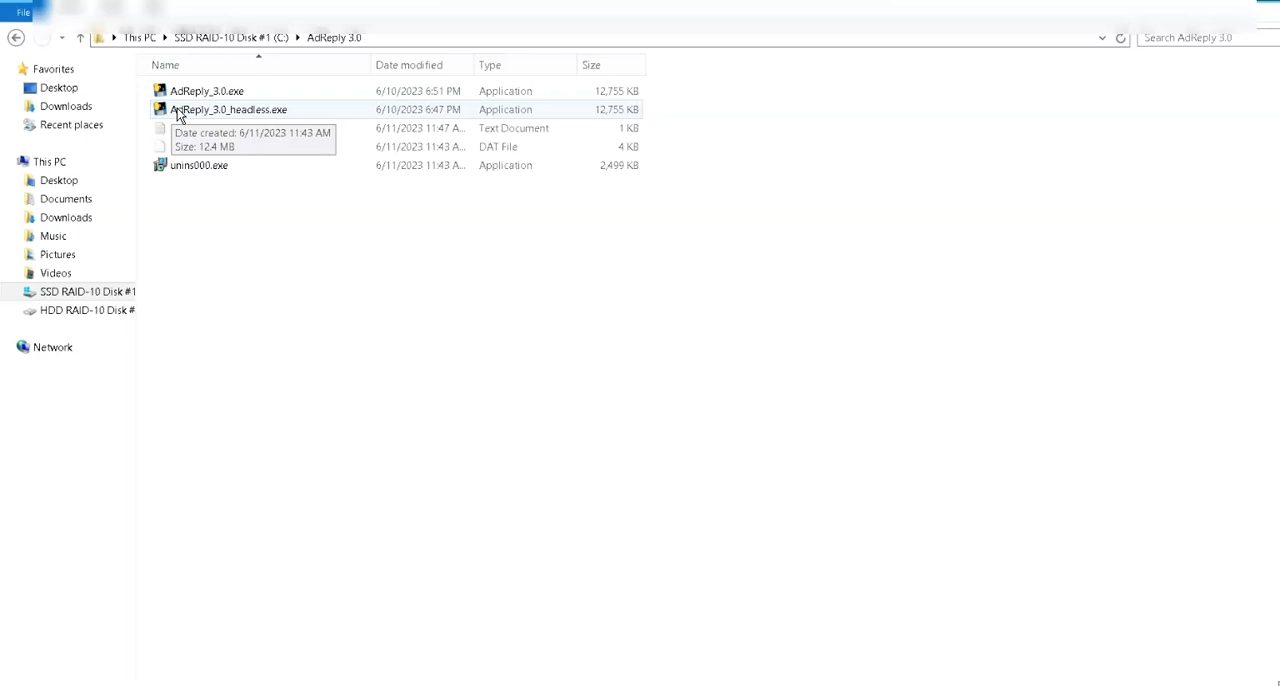 File
This PC SSD RAID-10 Disk #1 (C:) AdReply 3.0
Search AdReply 3.0
Name Date modified Type Size
Favorites
Desktop
Downloads
Recent places
This PC
Desktop
Documents
Downloads
Music
Pictures
Videos
SSD RAID-10 Disk #1
HDD RAID-10 Disk #
Network
AdReply_3.0.exe 6/10/2023 6:51 PM Application 12,755 KB
AdReply_3.0_headless.exe 6/10/2023 6:47 PM Application 12,755 KB
6/11/2023 11:47 A... Text Document 1 KB
6/11/2023 11:43 A... DAT File 4 KB
unins000.exe 6/11/2023 11:43 A... Application 2,499 KB
Date created: 6/11/2023 11:43 AM
Size: 12.4 MB